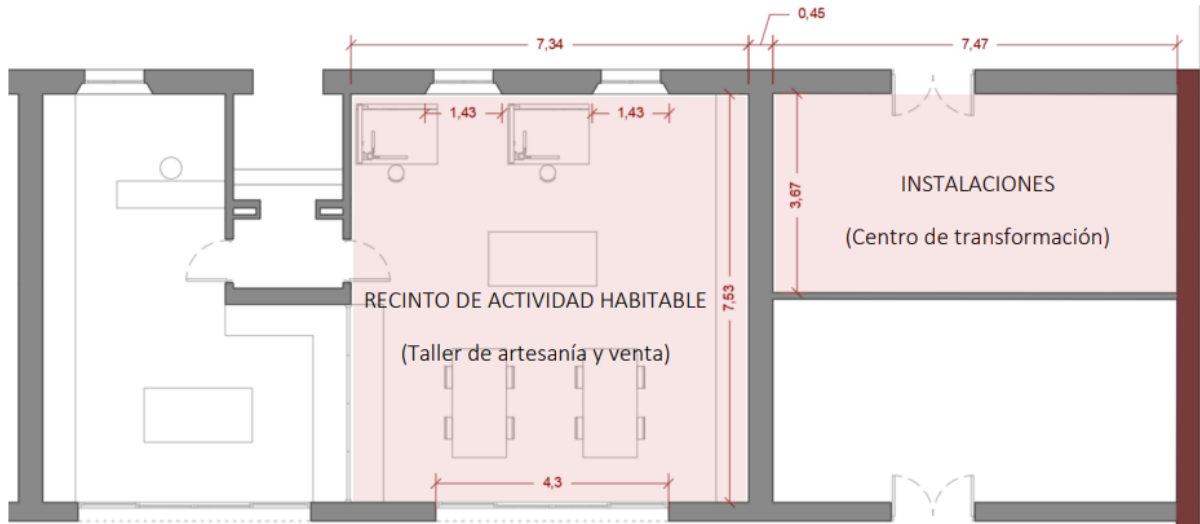 0,45
7,34
7,47
1,43
1,43
3,67
INSTALACIONES
(Centro de transformación)
7,53
RECINTO DE ACTIVIDAD HABITABLE
(Taller de artesanía y venta)
4,3